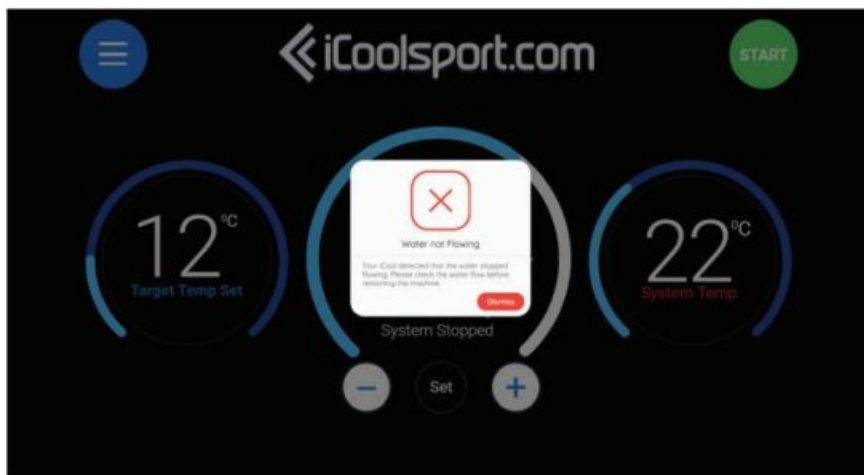 iCoolsport.com
START
12 °C
Target Temp Set
Water not Flowing
Your iCool detected that the water stopped
flowing. Please check the water flow before
restarting the machine
Dismiss
22 °C
System Temp
System Stopped
− Set +